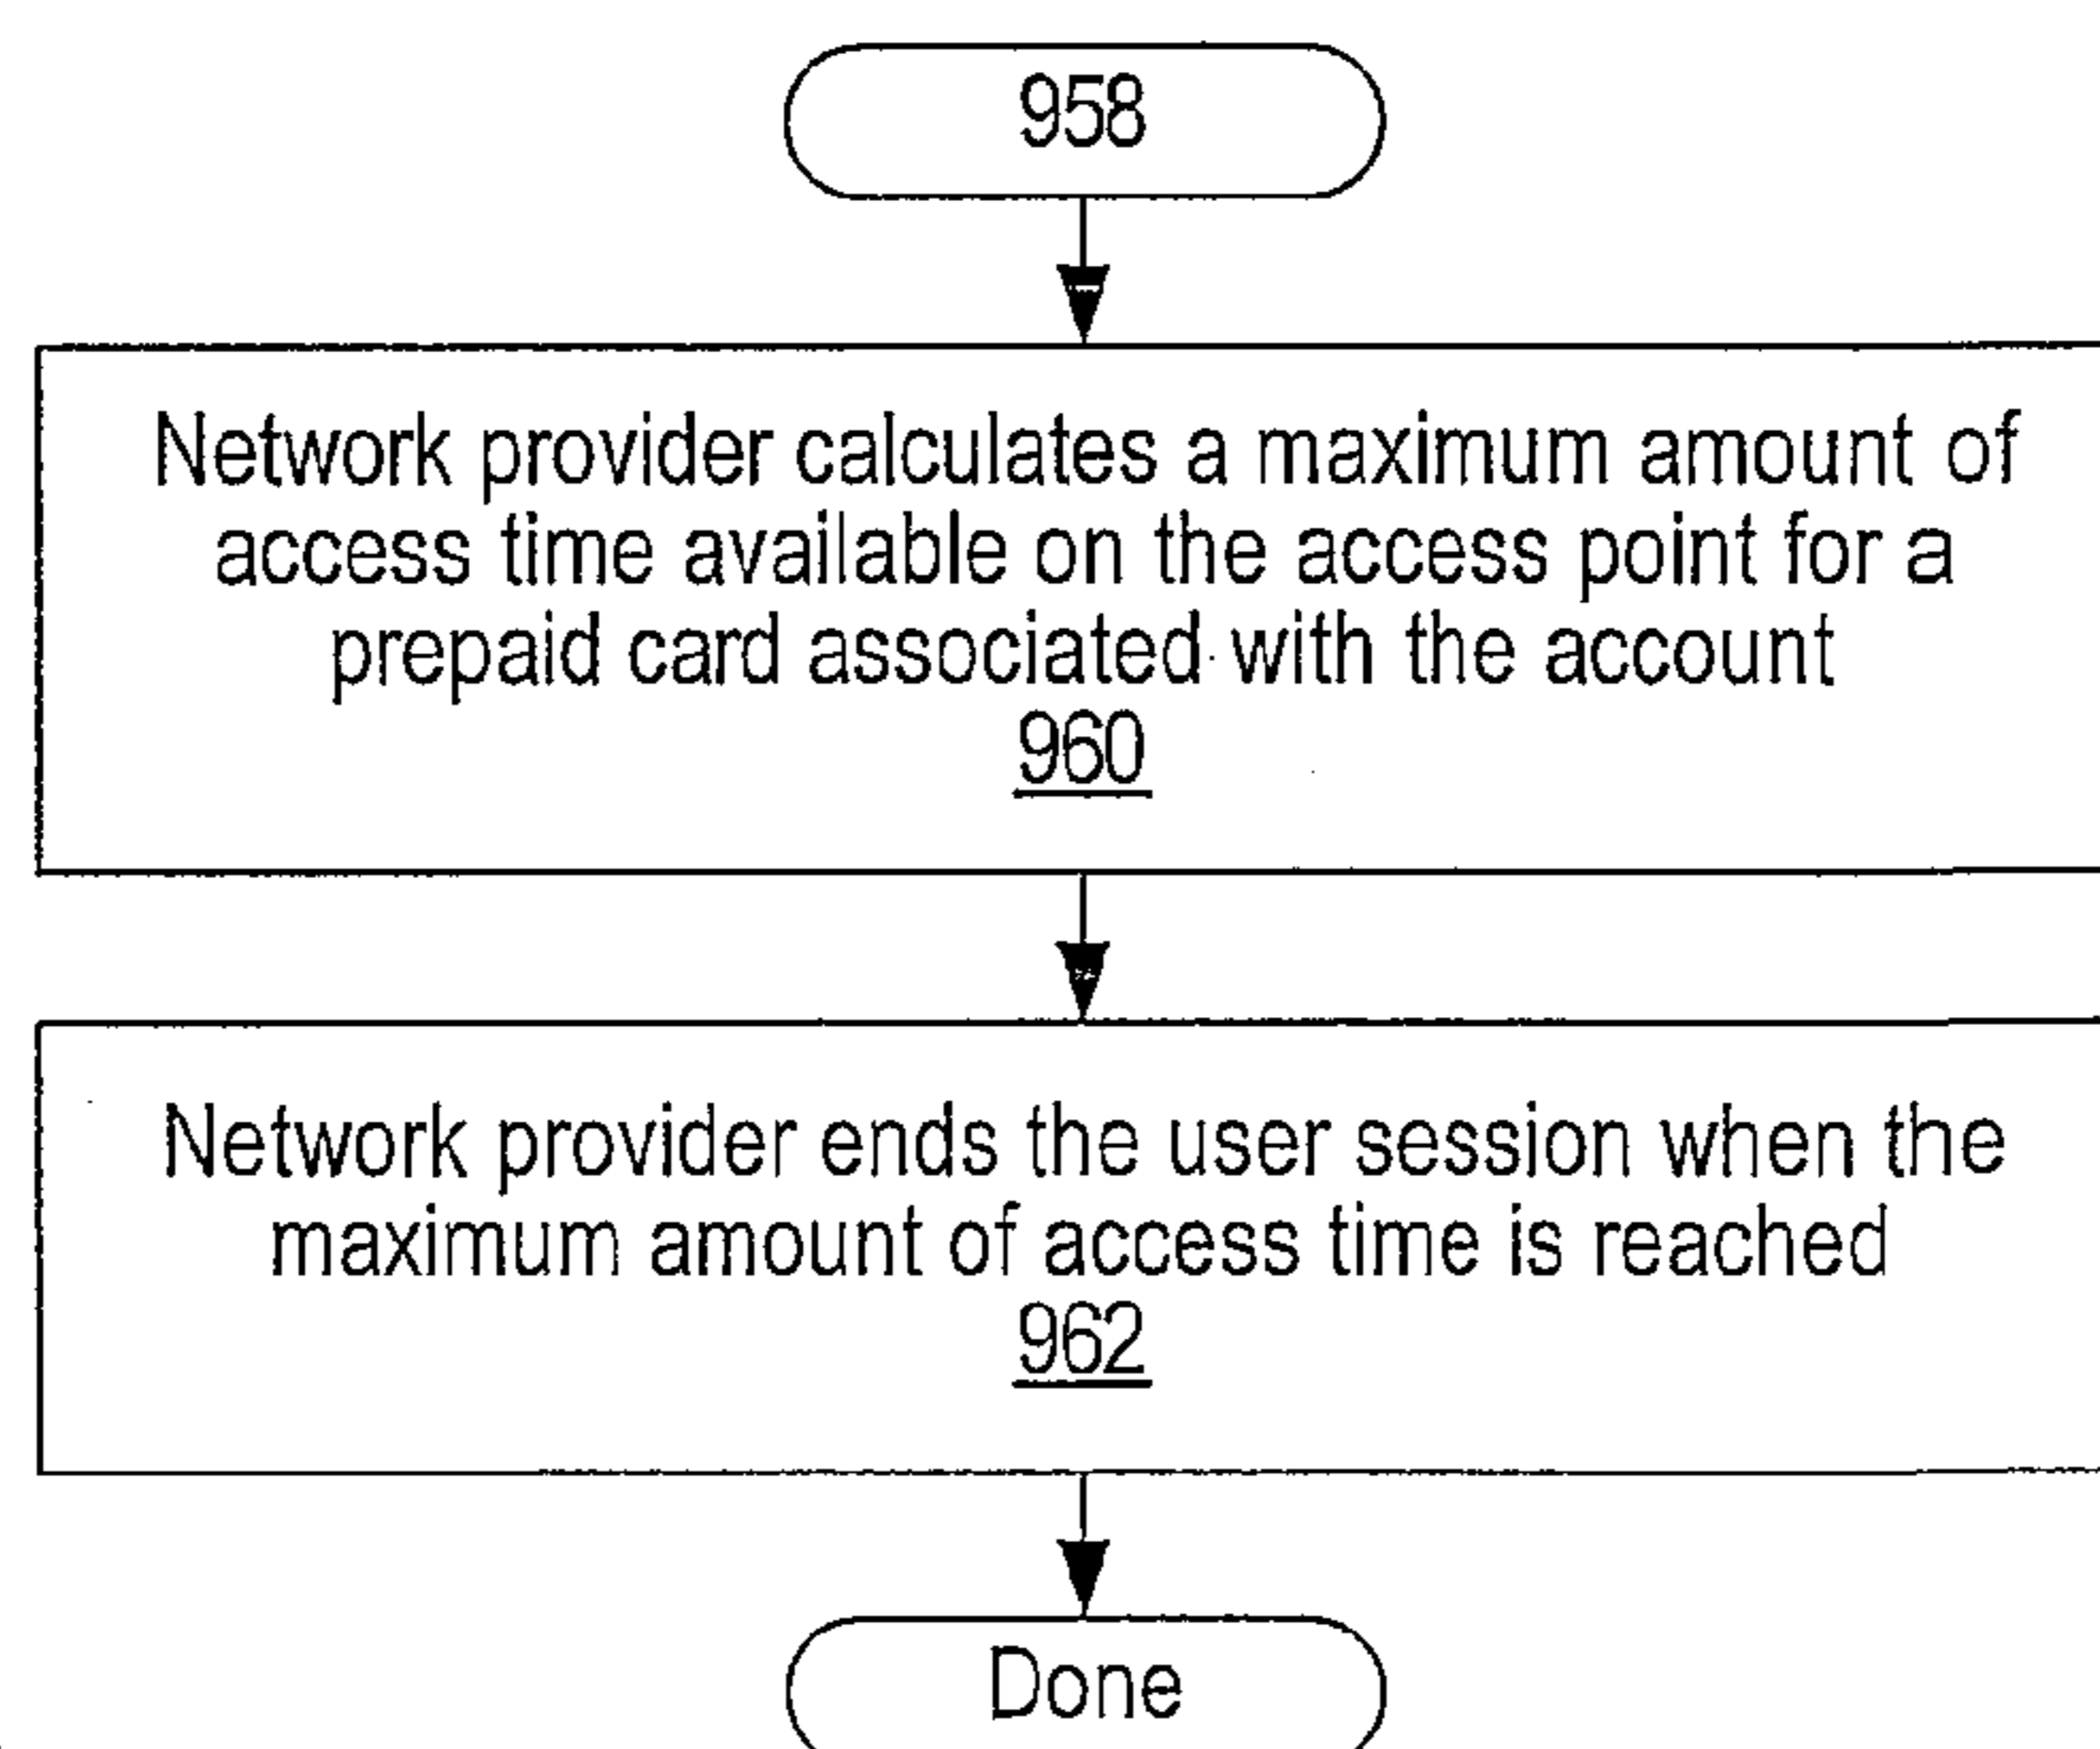 958
Network provider calculates a maximum amount of
access time available on the access point for a
prepaid card associated with the account
960
Network provider ends the user session when the
maximum amount of access time is reached
962
Done